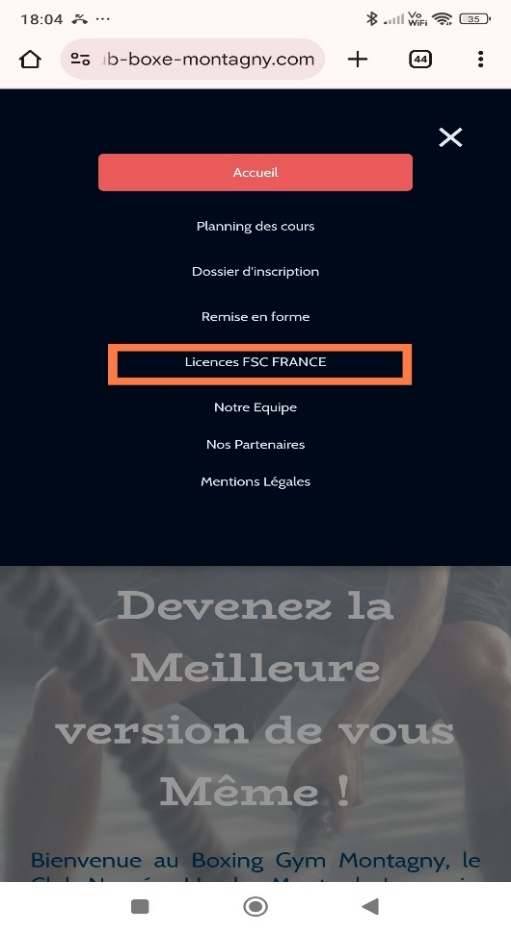 18:04 ...
Vo
WiFi
35
b-boxe-montagny.com
44
Accueil
Planning des cours
Dossier d'inscription
Remise en forme
Licences FSC FRANCE
Notre Equipe
Nos Partenaires
Mentions Légales
Devenez la
Meilleure
version de vous
Même !
Bienvenue au Boxing Gym Montagny, le